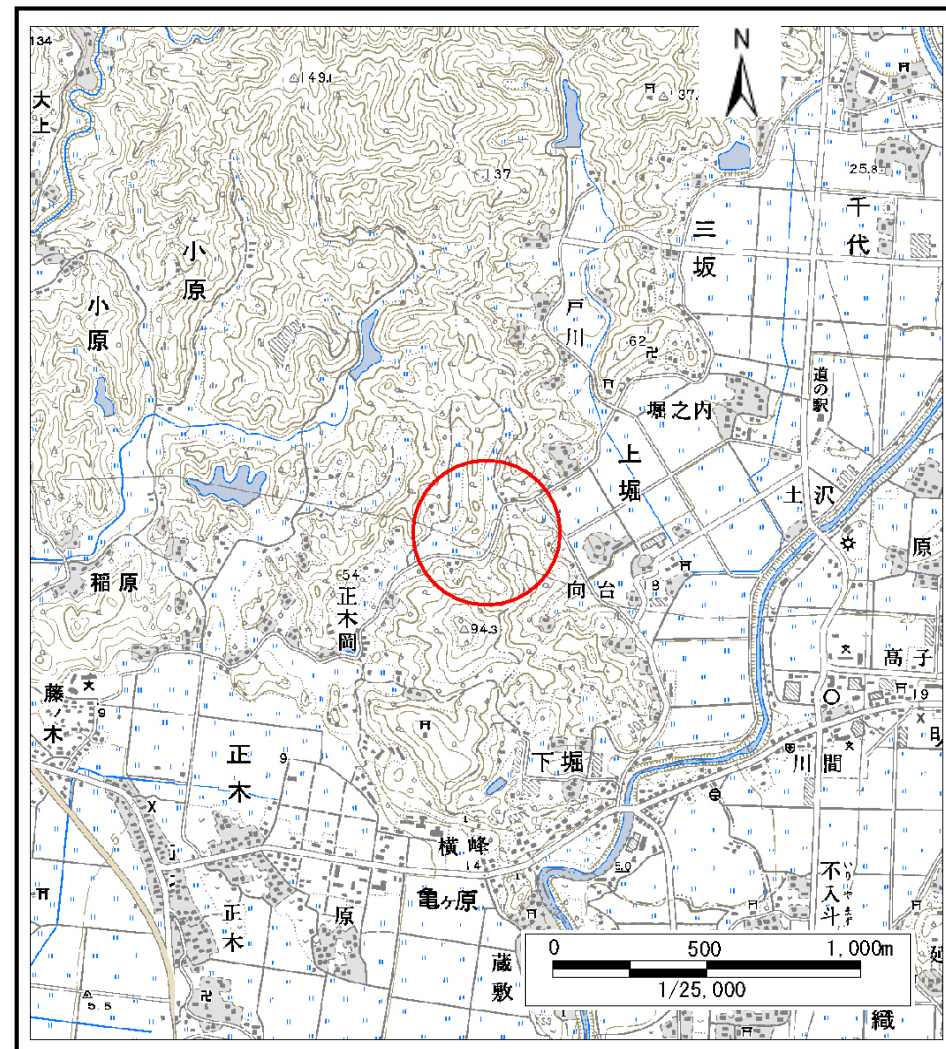 N
134
大上
149.1
137.
137
25.8
千代
三坂
小原
小原
戸川
62
道の駅
堀之内
上堀
土沢
原
稲原
54
正木岡
向台
8
94.3
高子
藤ノ木
9
19
正木
9
下堀
川間
明
横峰
14
亀ヶ原
5.0
不入斗
いりやまず
正木
原
蔵敷
延
5.5
織
0 500 1,000m
1/25,000